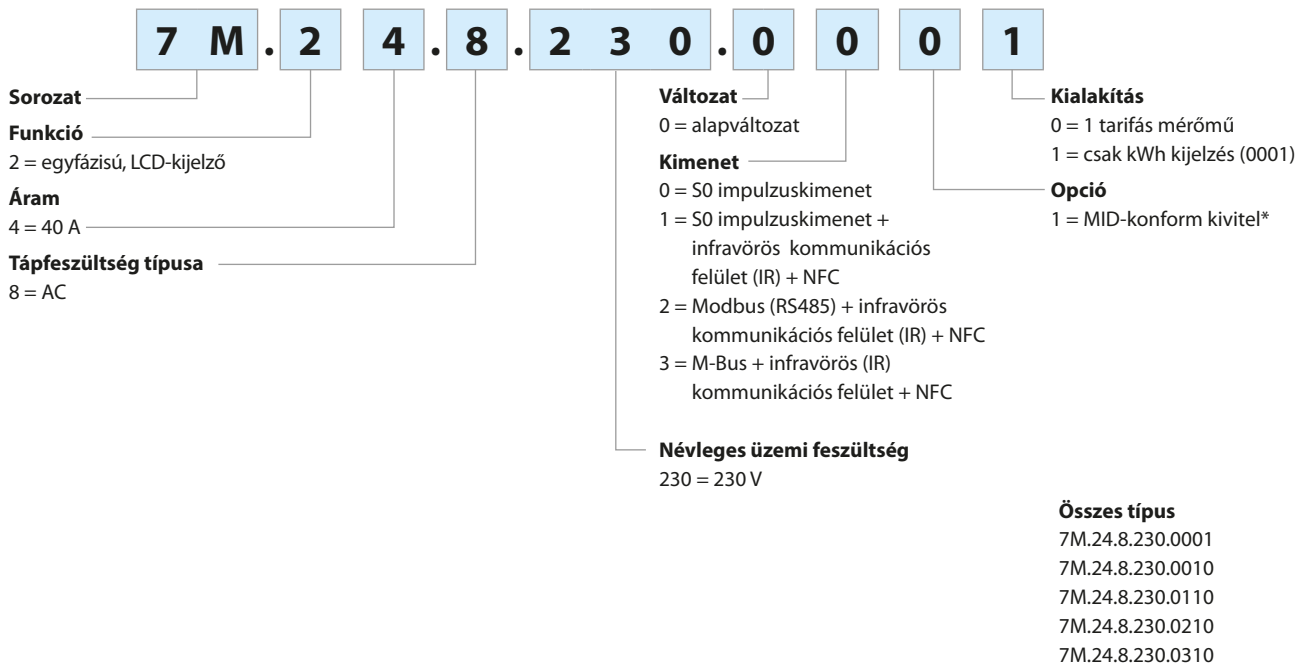 7 M . 2 4 . 8 . 2 3 0 . 0 0 0 1
Sorozat
Funkció
2 = egyfázisú, LCD-kijelző
Áram
4 = 40 A
Tápfeszültség típusa
8 = AC
Változat
0 = alapváltozat
Kimenet
0 = S0 impulzuskimenet
1 = S0 impulzuskimenet +
infravörös kommunikációs
felület (IR) + NFC
2 = Modbus (RS485) + infravörös
kommunikációs felület (IR) + NFC
3 = M-Bus + infravörös (IR)
kommunikációs felület + NFC
Névleges üzemi feszültség
230 = 230 V
Kialakítás
0 = 1 tarifás mérőmű
1 = csak kWh kijelzés (0001)
Opció
1 = MID-konform kivitel*
Összes típus
7M.24.8.230.0001
7M.24.8.230.0010
7M.24.8.230.0110
7M.24.8.230.0210
7M.24.8.230.0310